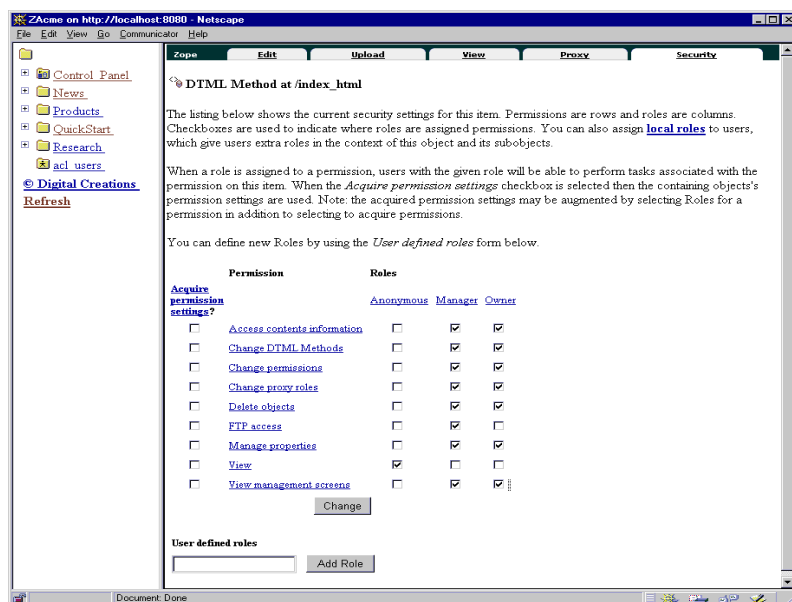 ZAcme on http://localhost:8080 - Netscape
File Edit View Go Communicator Help
Zope Edit Upload View Proxy Security
Control_Panel
News
Products
QuickStart
Research
acl_users
© Digital Creations
Refresh
DTML Method at /index_html
The listing below shows the current security settings for this item. Permissions are rows and roles are columns.
Checkboxes are used to indicate where roles are assigned permissions. You can also assign local roles to users,
which give users extra roles in the context of this object and its subobjects.
When a role is assigned to a permission, users with the given role will be able to perform tasks associated with the
permission on this item. When the Acquire permission settings checkbox is selected then the containing objects's
permission settings are used. Note: the acquired permission settings may be augmented by selecting Roles for a
permission in addition to selecting to acquire permissions.
You can define new Roles by using the User defined roles form below.
Permission Roles
Acquire
permission Anonymous Manager Owner
settings?
Access contents information
Change DTML Methods
Change permissions
Change proxy roles
Delete objects
FTP access
Manage properties
View
View management screens
Change
User defined roles
Add Role
Document: Done